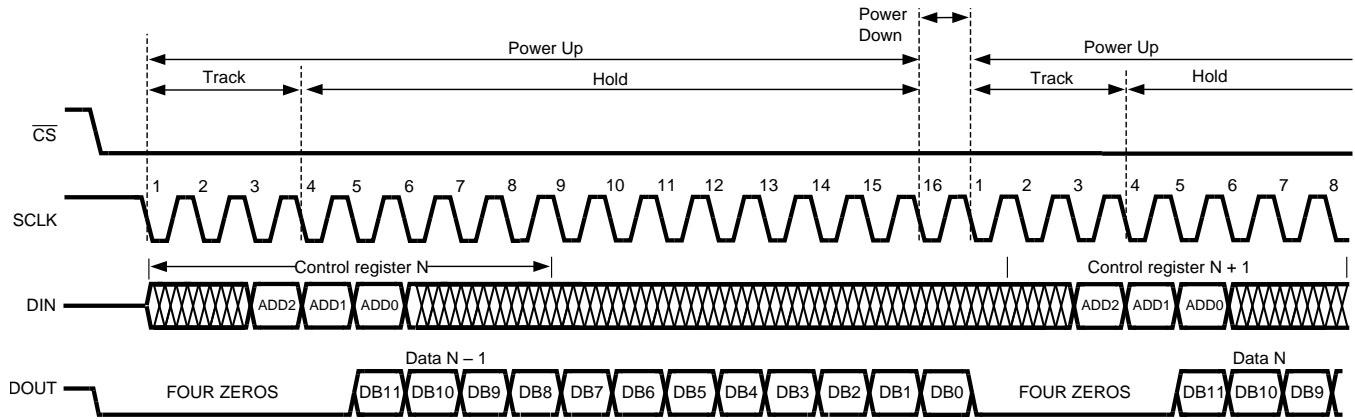 Power
Down
Power Up
Power Up
Track
Hold
Track
Hold
CS
1 2 3 4 5 6 7 8 9 10 11 12 13 14 15 16 1 2 3 4 5 6 7 8
SCLK
Control register N
Control register N + 1
DIN
ADD2 ADD1 ADD0 ADD2 ADD1 ADD0
Data N – 1
Data N
DOUT
FOUR ZEROS DB11 DB10 DB9 DB8 DB7 DB6 DB5 DB4 DB3 DB2 DB1 DB0 FOUR ZEROS DB11 DB10 DB9